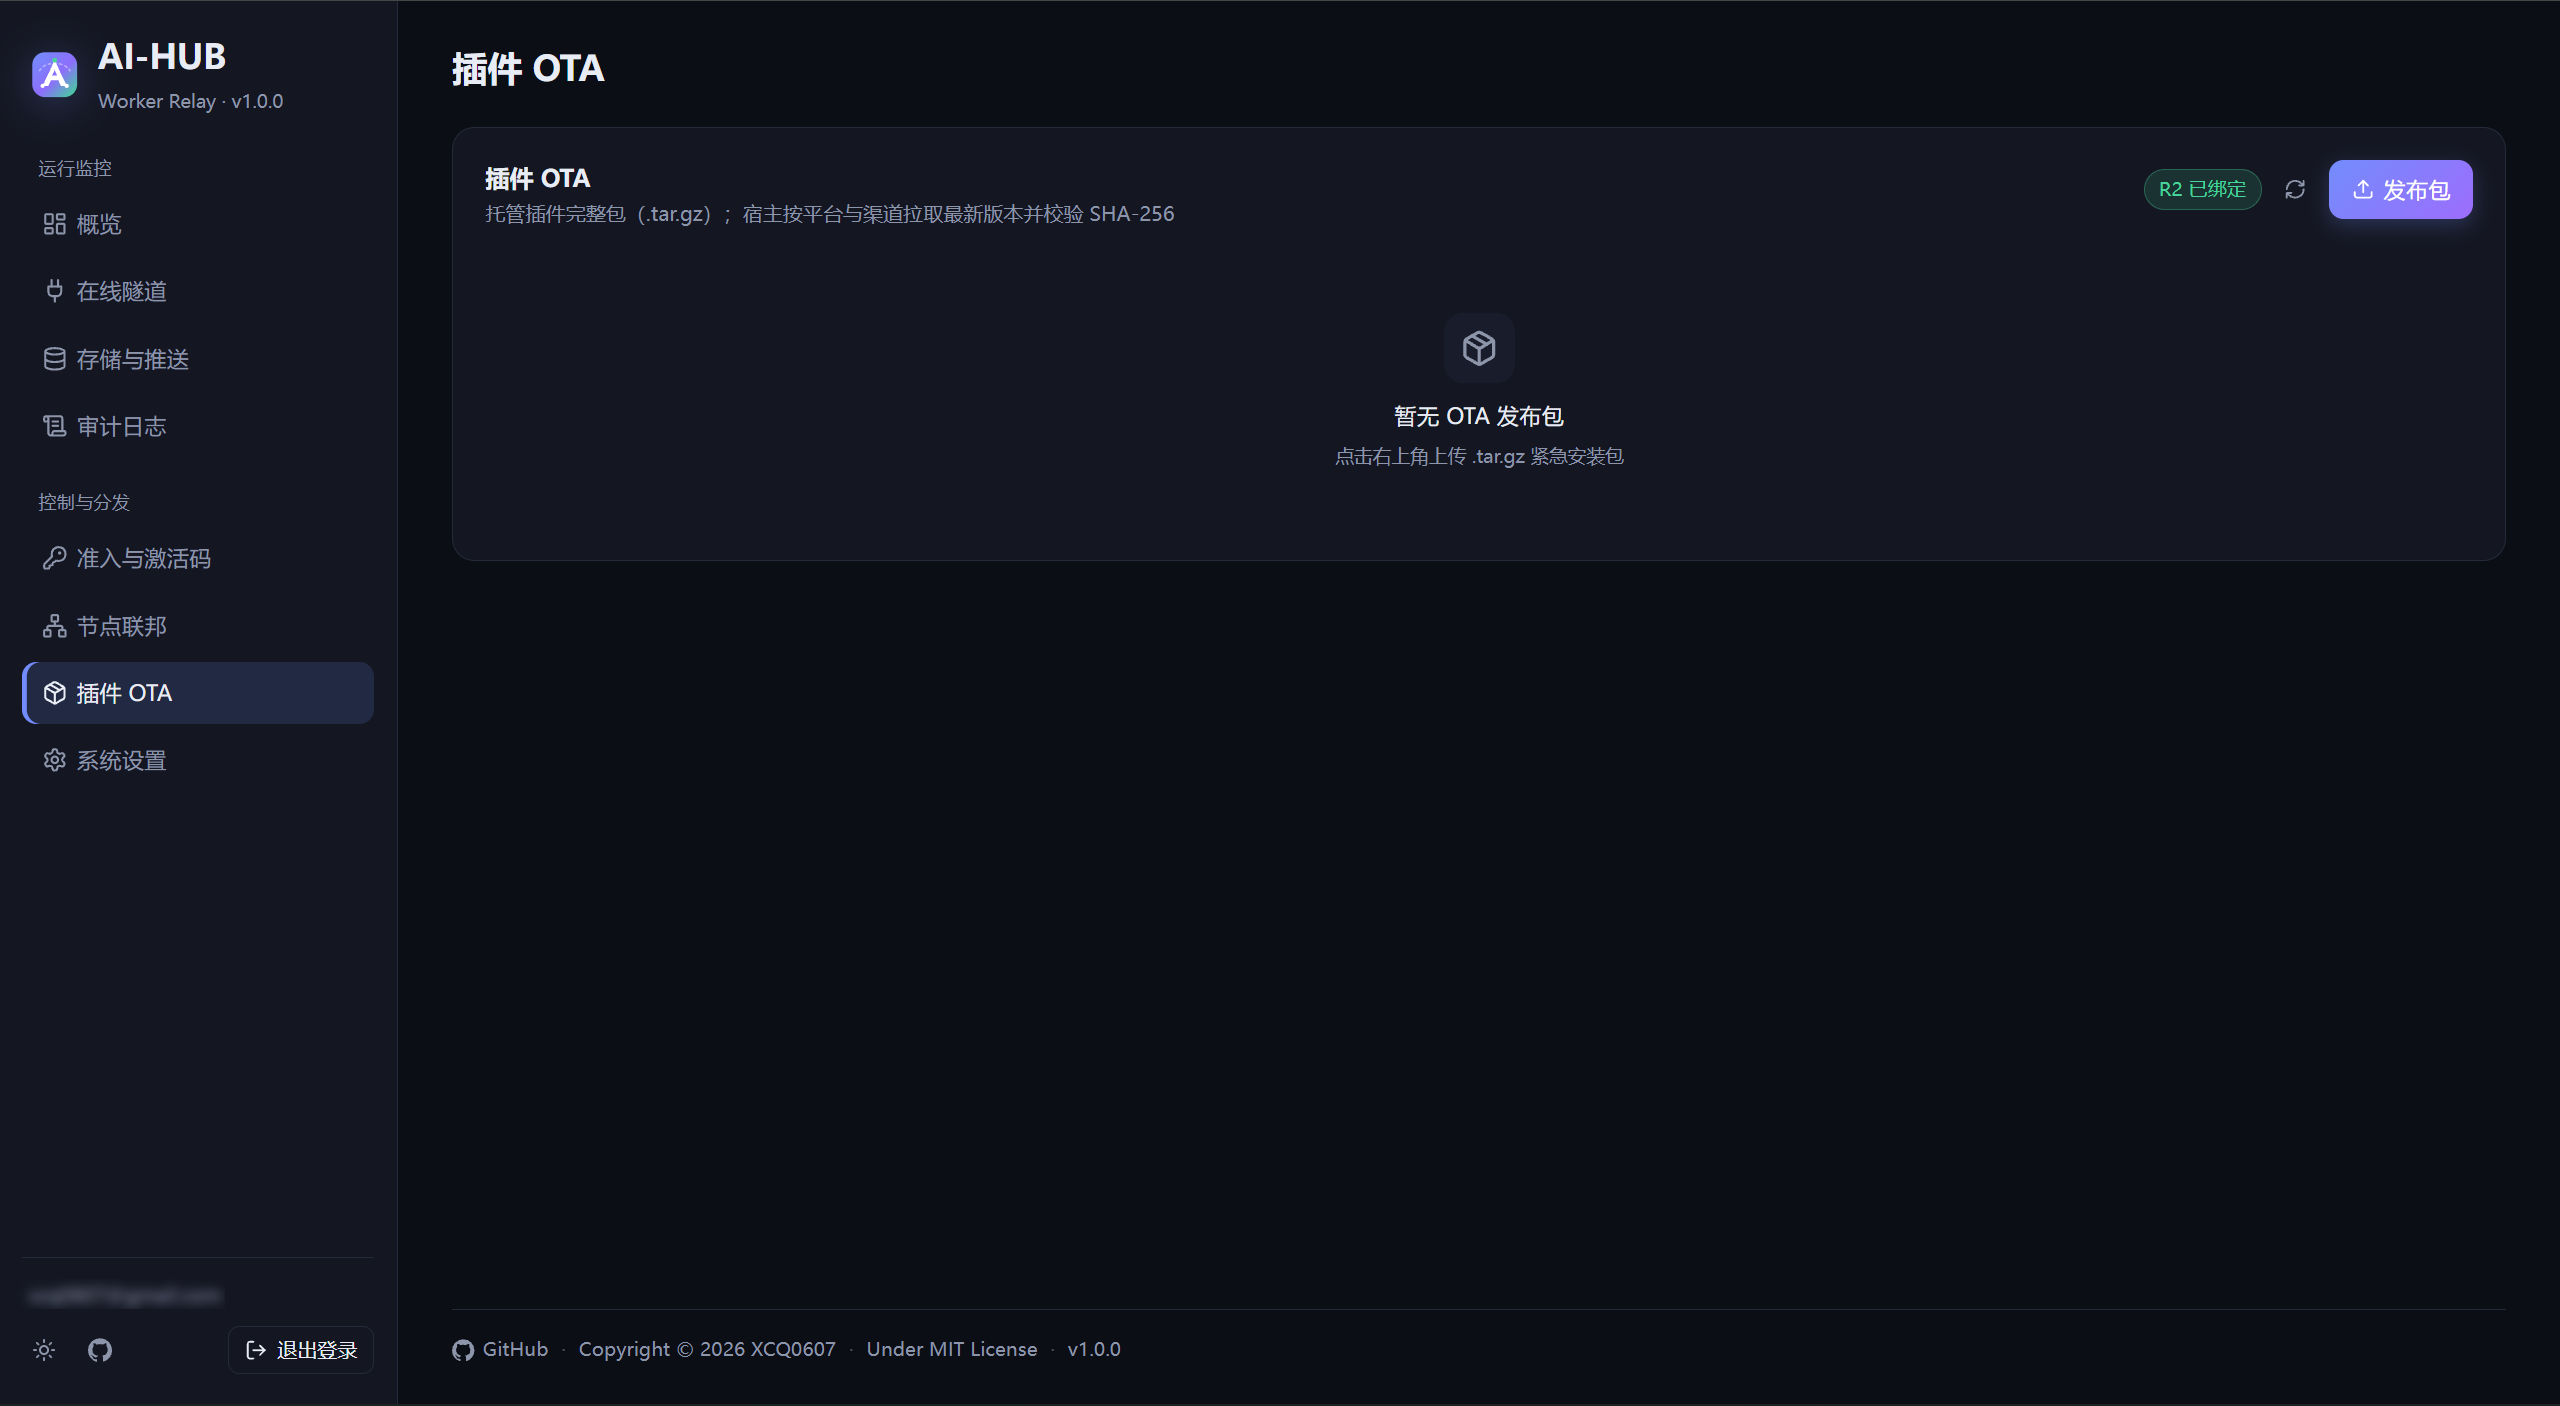 AI-HUB
Worker Relay · v1.0.0
运行监控
概览
在线隧道
存储与推送
审计日志
控制与分发
准入与激活码
节点联邦
插件 OTA
系统设置
退出登录
插件 OTA
插件 OTA
托管插件完整包（.tar.gz）；宿主按平台与渠道拉取最新版本并校验 SHA-256
R2 已绑定
发布包
暂无 OTA 发布包
点击右上角上传 .tar.gz 紧急安装包
GitHub · Copyright © 2026 XCQ0607 · Under MIT License · v1.0.0